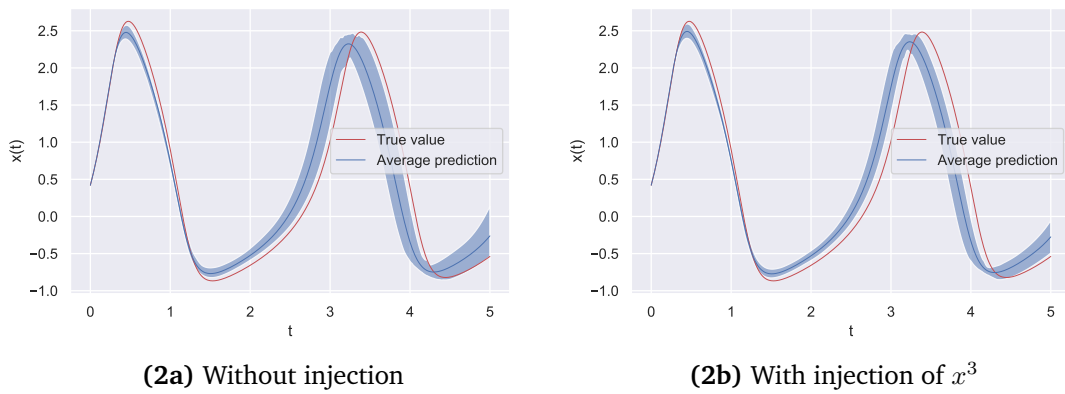 2.5
2.0
1.5
1.0
0.5
0.0
−0.5
−1.0
x(t)
True value
Average prediction
0 1 2 3 4 5
t
(2a) Without injection
2.5
2.0
1.5
1.0
0.5
0.0
−0.5
−1.0
x(t)
True value
Average prediction
0 1 2 3 4 5
t
(2b) With injection of x³